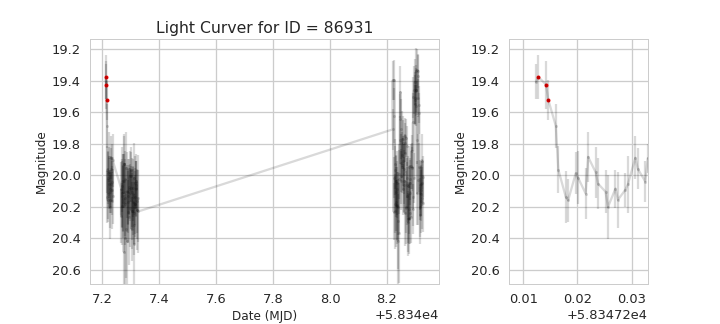 Light Curver for ID = 86931
19.2
19.4
19.6
19.8
20.0
20.2
20.4
20.6
Magnitude
7.2 7.4 7.6 7.8 8.0 8.2
Date (MJD) +5.834e4
19.2
19.4
19.6
19.8
20.0
20.2
20.4
20.6
Magnitude
0.01 0.02 0.03
+5.83472e4